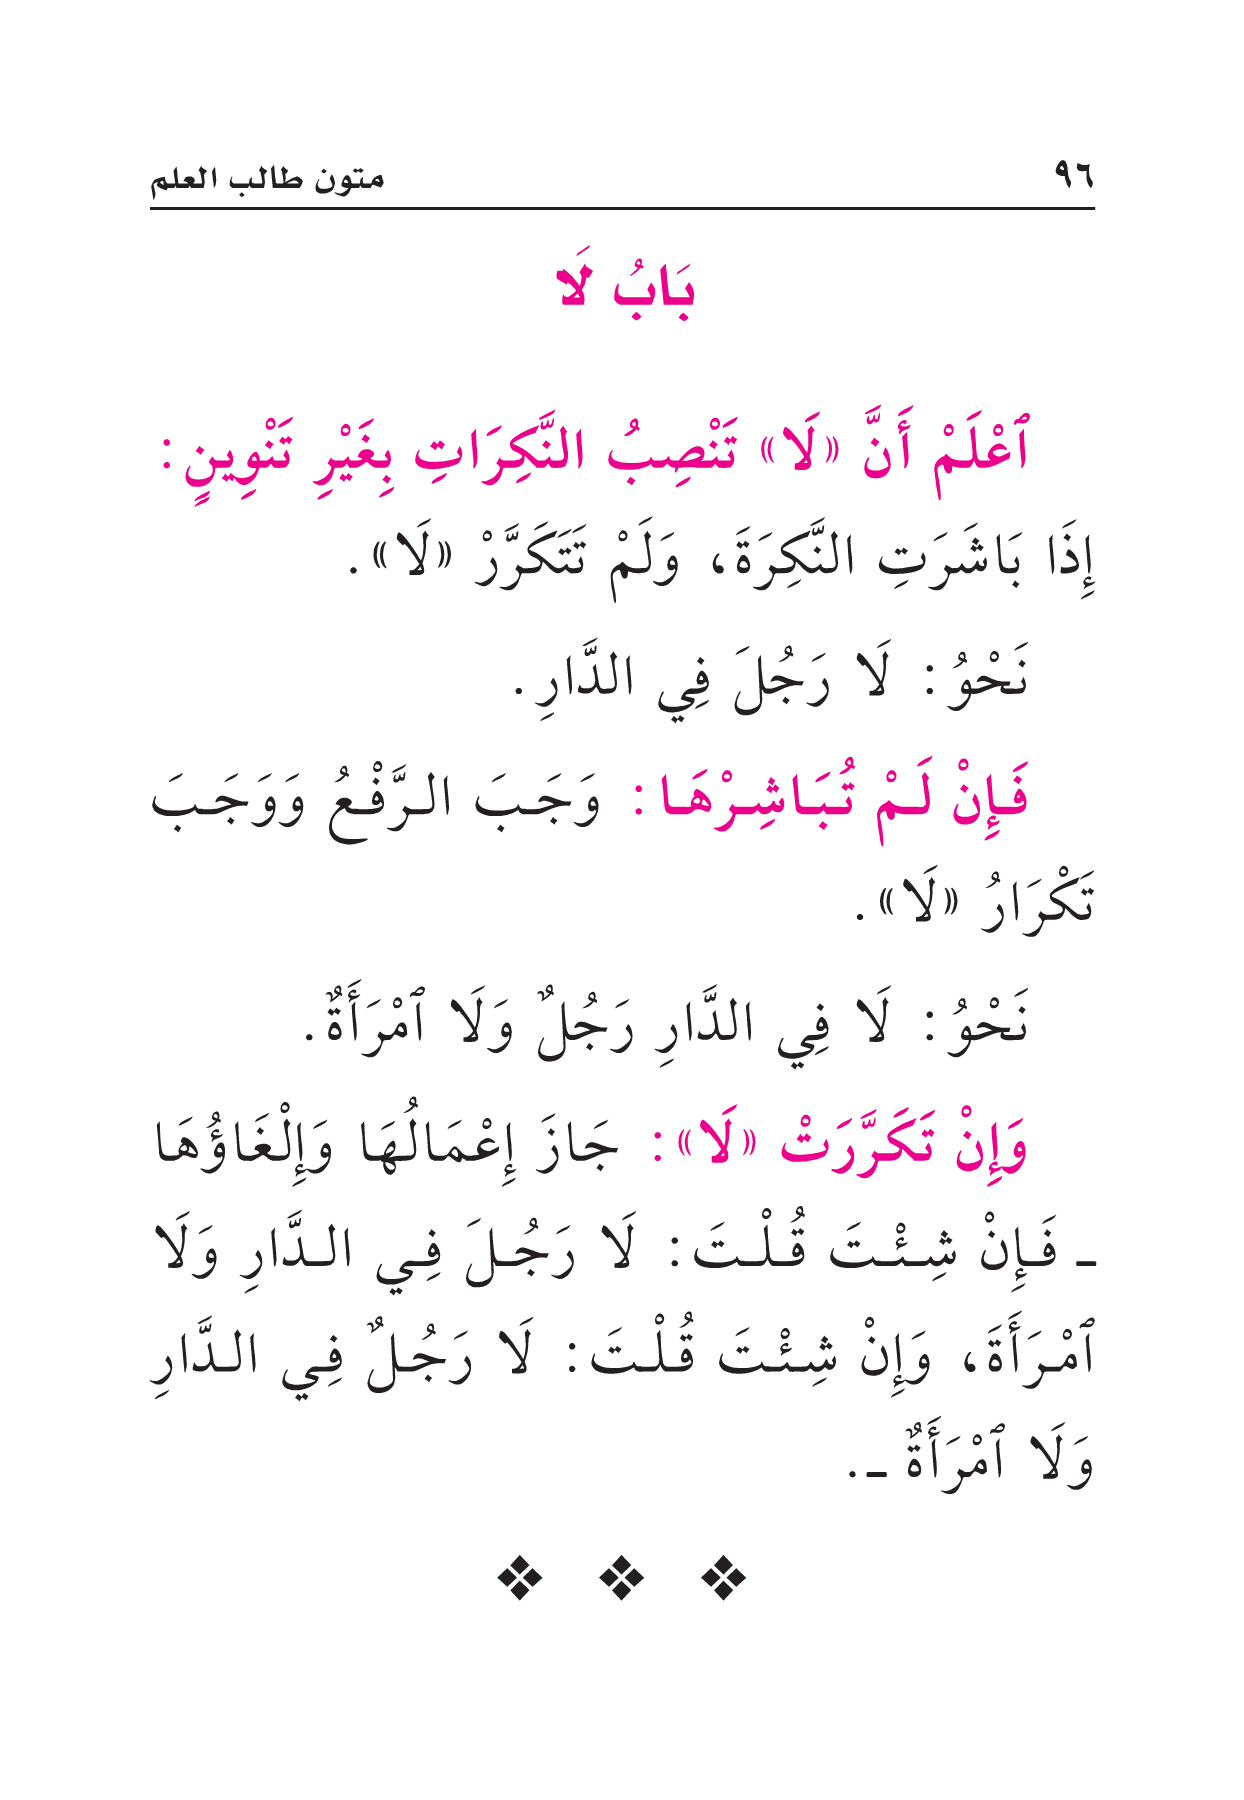 ٩٦ متون طالب العلم
بَابُ لَا
ٱعْلَمْ أَنَّ «لَا» تَنْصِبُ النَّكِرَاتِ بِغَيْرِ تَنْوِينٍ:
إِذَا بَاشَرَتِ النَّكِرَةَ، وَلَمْ تَتَكَرَّرْ «لَا».
نَحْوُ: لَا رَجُلَ فِي الدَّارِ.
فَإِنْ لَمْ تُبَاشِرْهَا: وَجَبَ الرَّفْعُ وَوَجَبَ
تَكْرَارُ «لَا».
نَحْوُ: لَا فِي الدَّارِ رَجُلٌ وَلَا ٱمْرَأَةٌ.
وَإِنْ تَكَرَّرَتْ «لَا»: جَازَ إِعْمَالُهَا وَإِلْغَاؤُهَا
ـ فَإِنْ شِئْتَ قُلْتَ: لَا رَجُلَ فِي الدَّارِ وَلَا
ٱمْرَأَةَ، وَإِنْ شِئْتَ قُلْتَ: لَا رَجُلٌ فِي الدَّارِ
وَلَا ٱمْرَأَةٌ ـ.